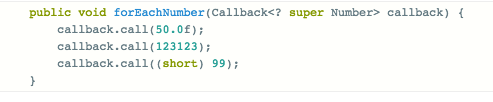 public void forEachNumber(Callback<? super Number> callback) {
    callback.call(50.0f);
    callback.call(123123);
    callback.call((short) 99);
}